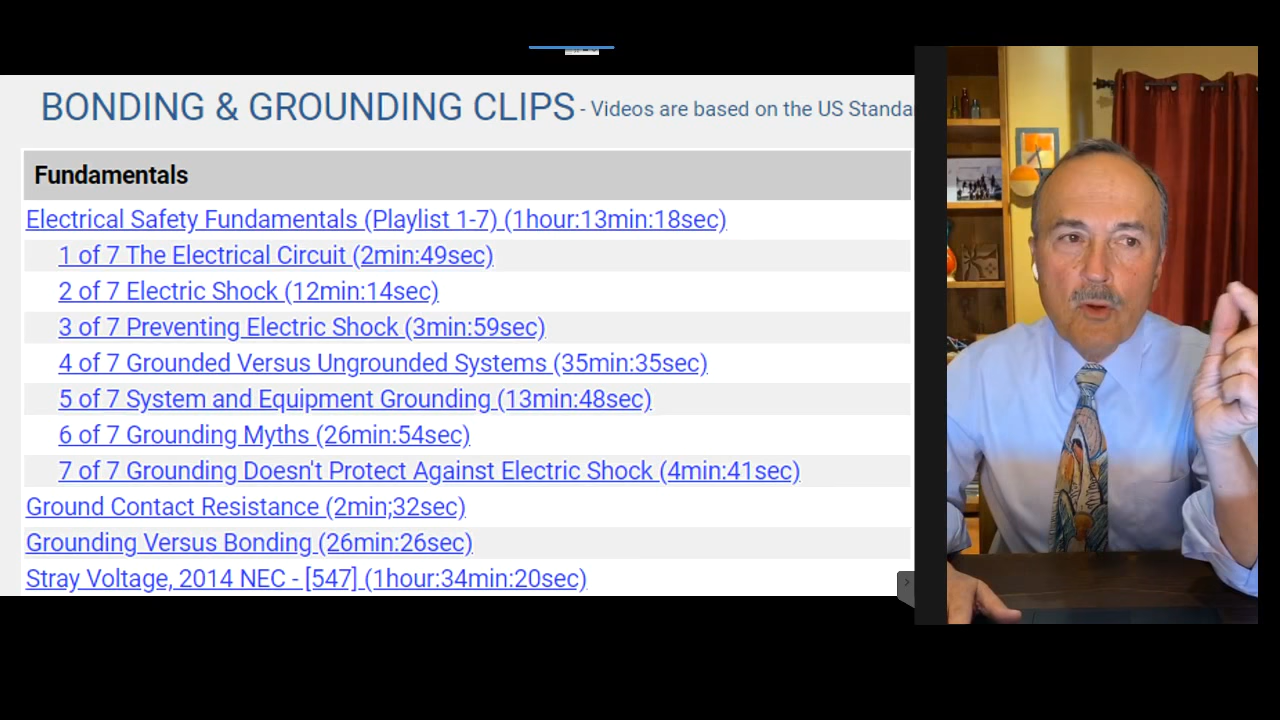 BONDING & GROUNDING CLIPS - Videos are based on the US Standa
Fundamentals
Electrical Safety Fundamentals (Playlist 1-7) (1hour:13min:18sec)
1 of 7 The Electrical Circuit (2min:49sec)
2 of 7 Electric Shock (12min:14sec)
3 of 7 Preventing Electric Shock (3min:59sec)
4 of 7 Grounded Versus Ungrounded Systems (35min:35sec)
5 of 7 System and Equipment Grounding (13min:48sec)
6 of 7 Grounding Myths (26min:54sec)
7 of 7 Grounding Doesn't Protect Against Electric Shock (4min:41sec)
Ground Contact Resistance (2min;32sec)
Grounding Versus Bonding (26min:26sec)
Stray Voltage, 2014 NEC - [547] (1hour:34min:20sec)